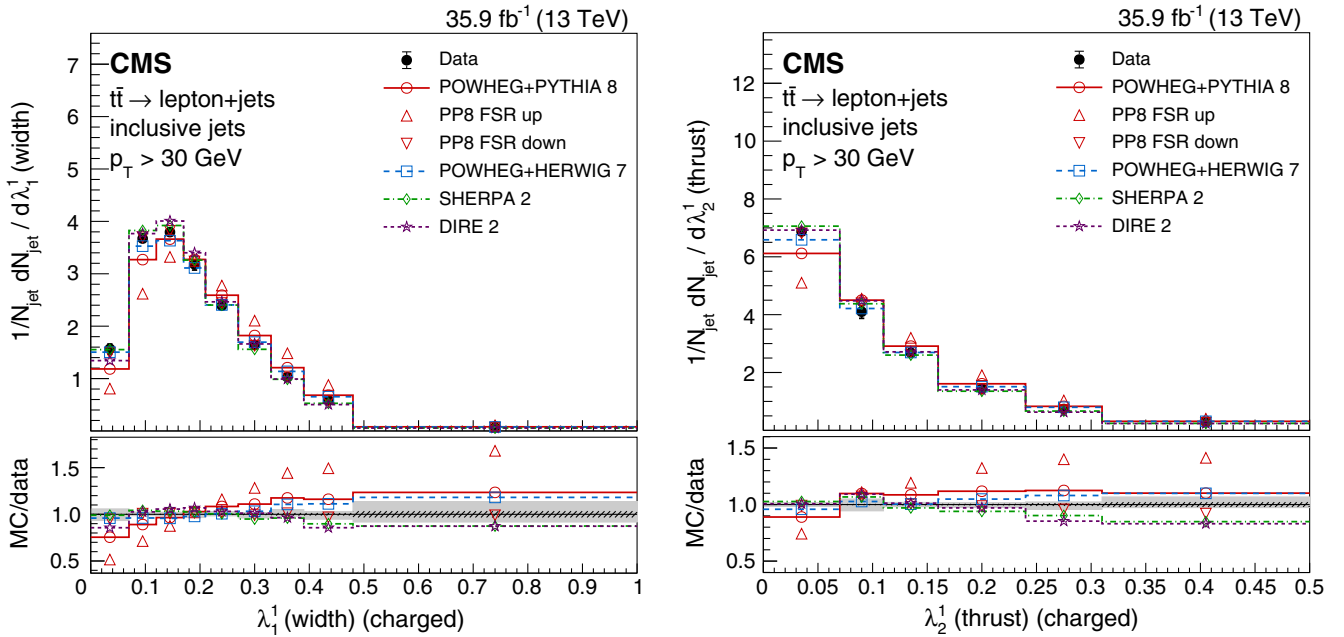 35.9 fb⁻¹ (13 TeV)
CMS
tt̄ → lepton+jets
inclusive jets
p_T > 30 GeV
Data
POWHEG+PYTHIA 8
PP8 FSR up
PP8 FSR down
POWHEG+HERWIG 7
SHERPA 2
DIRE 2
1/N_jet dN_jet / dλ₁¹ (width)
7
6
5
4
3
2
1
MC/data
1.5
1.0
0.5
0 0.1 0.2 0.3 0.4 0.5 0.6 0.7 0.8 0.9 1
λ₁¹ (width) (charged)
35.9 fb⁻¹ (13 TeV)
CMS
tt̄ → lepton+jets
inclusive jets
p_T > 30 GeV
Data
POWHEG+PYTHIA 8
PP8 FSR up
PP8 FSR down
POWHEG+HERWIG 7
SHERPA 2
DIRE 2
1/N_jet dN_jet / dλ₂¹ (thrust)
12
10
8
6
4
2
MC/data
1.5
1.0
0.5
0 0.05 0.1 0.15 0.2 0.25 0.3 0.35 0.4 0.45 0.5
λ₂¹ (thrust) (charged)